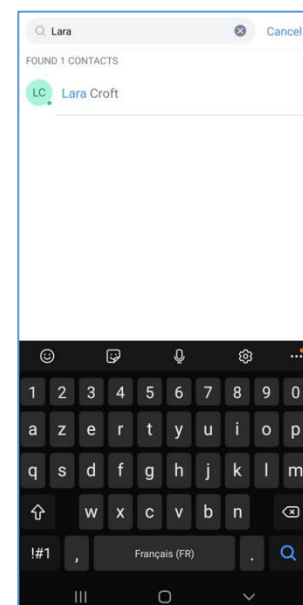 Lara Cancel
FOUND 1 CONTACTS
LC Lara Croft
1 2 3 4 5 6 7 8 9 0
a z e r t y u i o p
q s d f g h j k l m
w x c v b n
!#1 , Français (FR) .